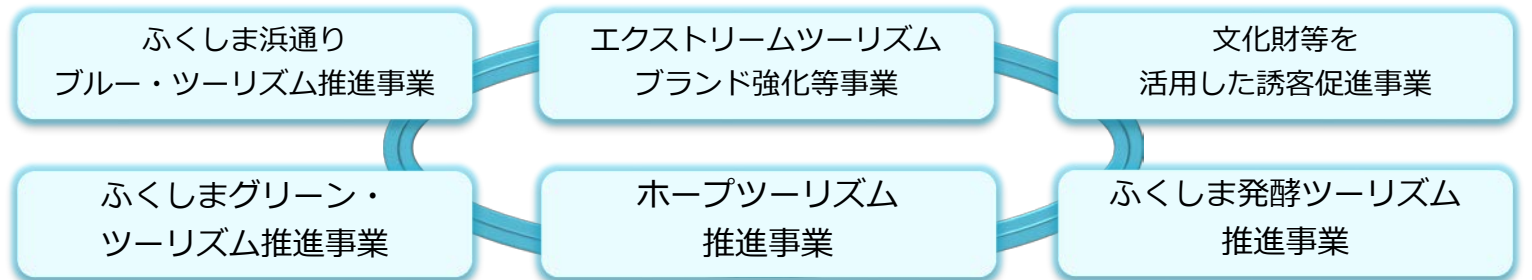 ふくしま浜通り
ブルー・ツーリズム推進事業
エクストリームツーリズム
ブランド強化等事業
文化財等を
活用した誘客促進事業
ふくしまグリーン・
ツーリズム推進事業
ホープツーリズム
推進事業
ふくしま発酵ツーリズム
推進事業